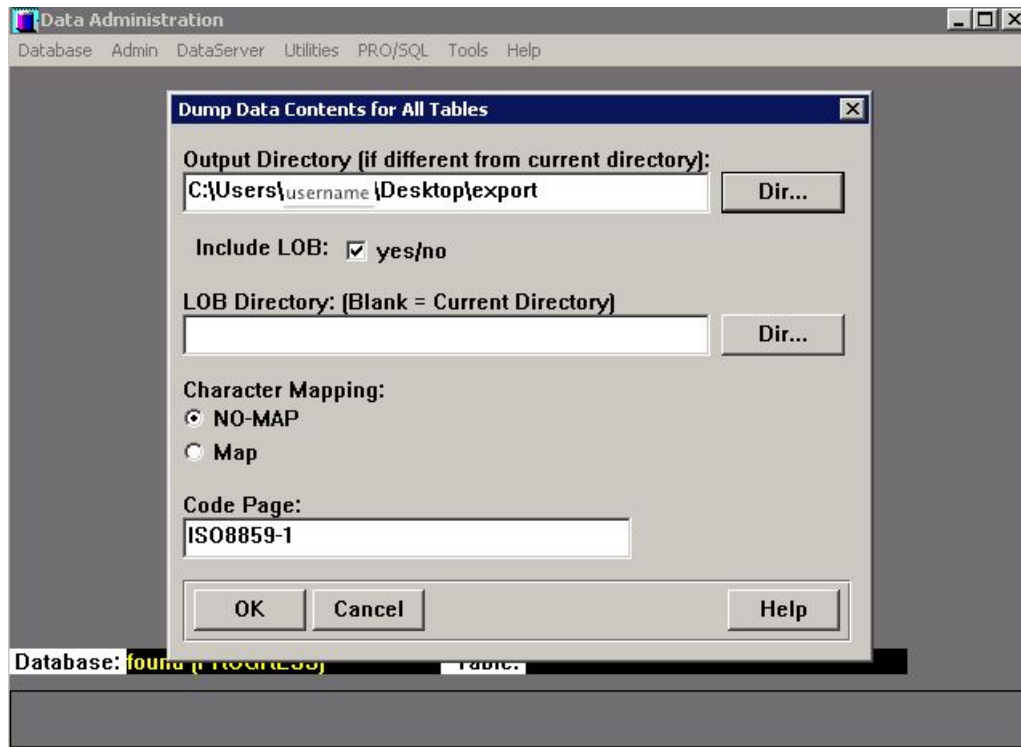 Data Administration
Database Admin DataServer Utilities PRO/SQL Tools Help
Dump Data Contents for All Tables
Output Directory (if different from current directory):
C:\Users\username\Desktop\export
Dir...
Include LOB: yes/no
LOB Directory: (Blank = Current Directory)
Dir...
Character Mapping:
NO-MAP
Map
Code Page:
ISO8859-1
OK Cancel Help
Database: found (PROGRESS) Table: